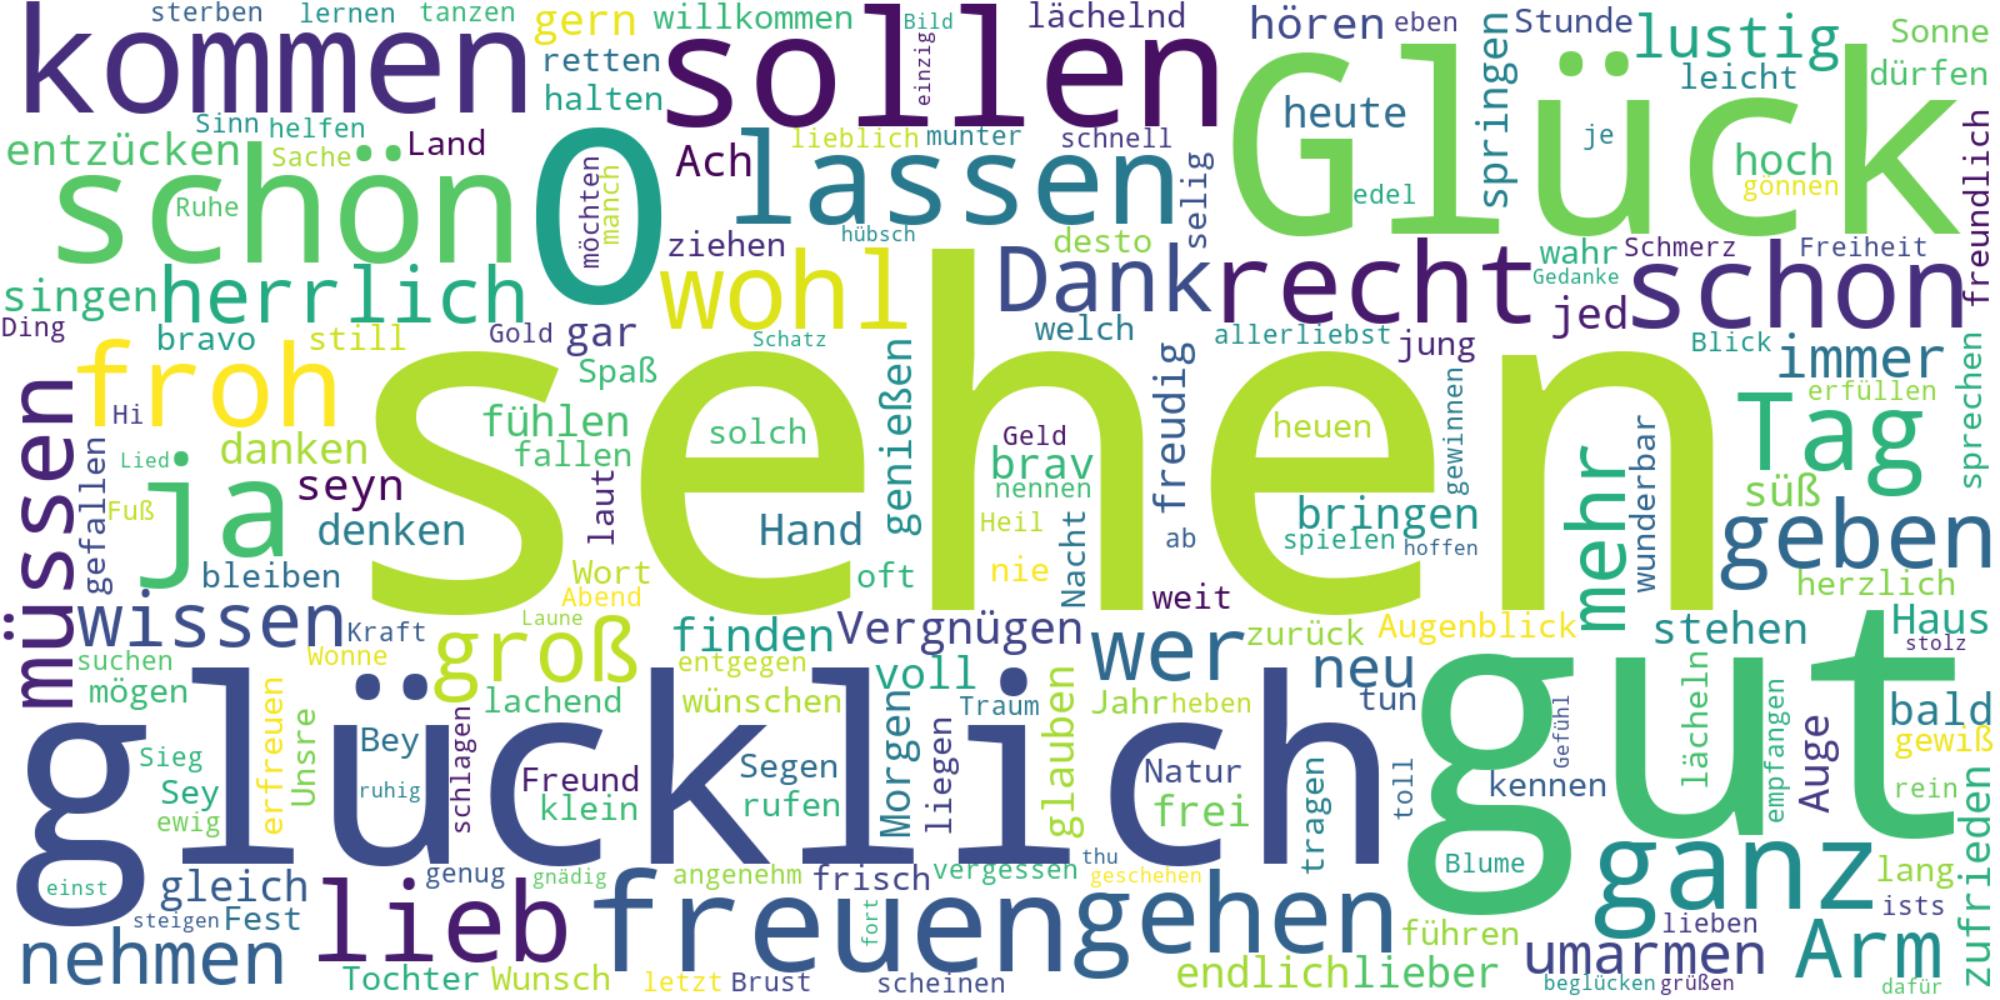 sterben
lernen
tanzen
gern
willkommen
Bild
lächelnd
hören
eben
springen
Stunde
lustig
Sonne
kommen
retten
sollen
einzig
Glück
leicht
dürfen
halten
heute
Sinn
helfen
lieblich
munter
schnell
je
freundlich
entzücken
Sache
Land
O
möchten
manch
Ach
lassen
selig
hoch
gönnen
schön
Ruhe
edel
hübsch
ziehen
desto
wahr
Schmerz
Freiheit
singen
herrlich
wohl
Dank
recht
Gedanke
schon
jed
Ding
bravo
still
Gold
gar
Schatz
welch
allerliebst
jung
Blick
immer
froh
Spaß
genießen
freudig
sprechen
müssen
Hi
sehen
erfüllen
gewinnen
Tag
fühlen
solch
Geld
heuen
danken
fallen
brav
mehr
wunderbar
gefallen
Lied
ja
seyn
laut
nennen
süß
Fuß
denken
Hand
Heil
Nacht
ab
bringen
spielen
hoffen
geben
bleiben
Wort
oft
nie
herzlich
Abend
weit
wissen
Kraft
Laune
finden
Vergnügen
wer
zurück
Augenblick
stehen
Haus
stolz
suchen
Wonne
groß
entgegen
voll
neu
mögen
lachend
wünschen
Morgen
Traum
glauben
Jahr
heben
tun
gut
lächeln
bald
glücklich
erfreuen
Unsre
Bey
schlagen
liegen
Gefühl
empfangen
Auge
gewiß
Sieg
Freund
Segen
Natur
tragen
toll
kennen
Sey
ruhig
klein
rufen
frei
rein
ewig
zufrieden
einst
gleich
genug
gnädig
angenehm
frisch
vergessen
thu
geschehen
Blume
ganz
lang
steigen
Fest
lieb
freuen
fort
gehen
führen
lieben
ists
nehmen
umarmen
Arm
Tochter
Wunsch
letzt
Brust
scheinen
endlich
lieber
beglücken
grüßen
dafür